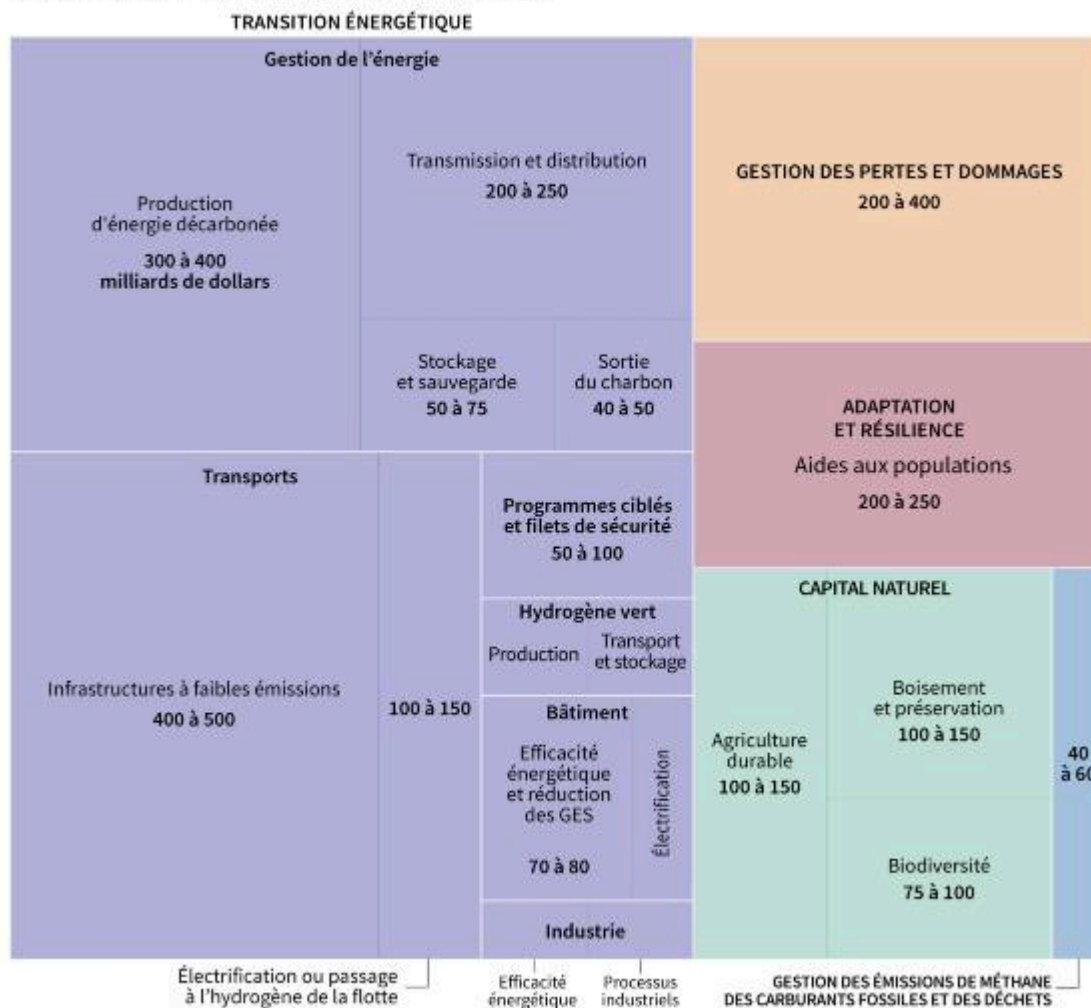 TRANSITION ÉNERGÉTIQUE
Gestion de l'énergie
Production
d'énergie décarbonée
300 à 400
milliards de dollars
Transmission et distribution
200 à 250
Stockage
et sauvegarde
50 à 75
Sortie
du charbon
40 à 50
GESTION DES PERTES ET DOMMAGES
200 à 400
ADAPTATION
ET RÉSILIENCE
Aides aux populations
200 à 250
Transports
Infrastructures à faibles émissions
400 à 500
100 à 150
Électrification ou passage
à l'hydrogène de la flotte
Programmes ciblés
et filets de sécurité
50 à 100
Hydrogène vert
Production
Transport
et stockage
Bâtiment
Efficacité
énergétique
et réduction
des GES
70 à 80
Électrification
Industrie
Efficacité
énergétique
Processus
industriels
CAPITAL NATUREL
Agriculture
durable
100 à 150
Boisement
et préservation
100 à 150
Biodiversité
75 à 100
40
à 60
GESTION DES ÉMISSIONS DE MÉTHANE
DES CARBURANTS FOSSILES ET DES DÉCHETS